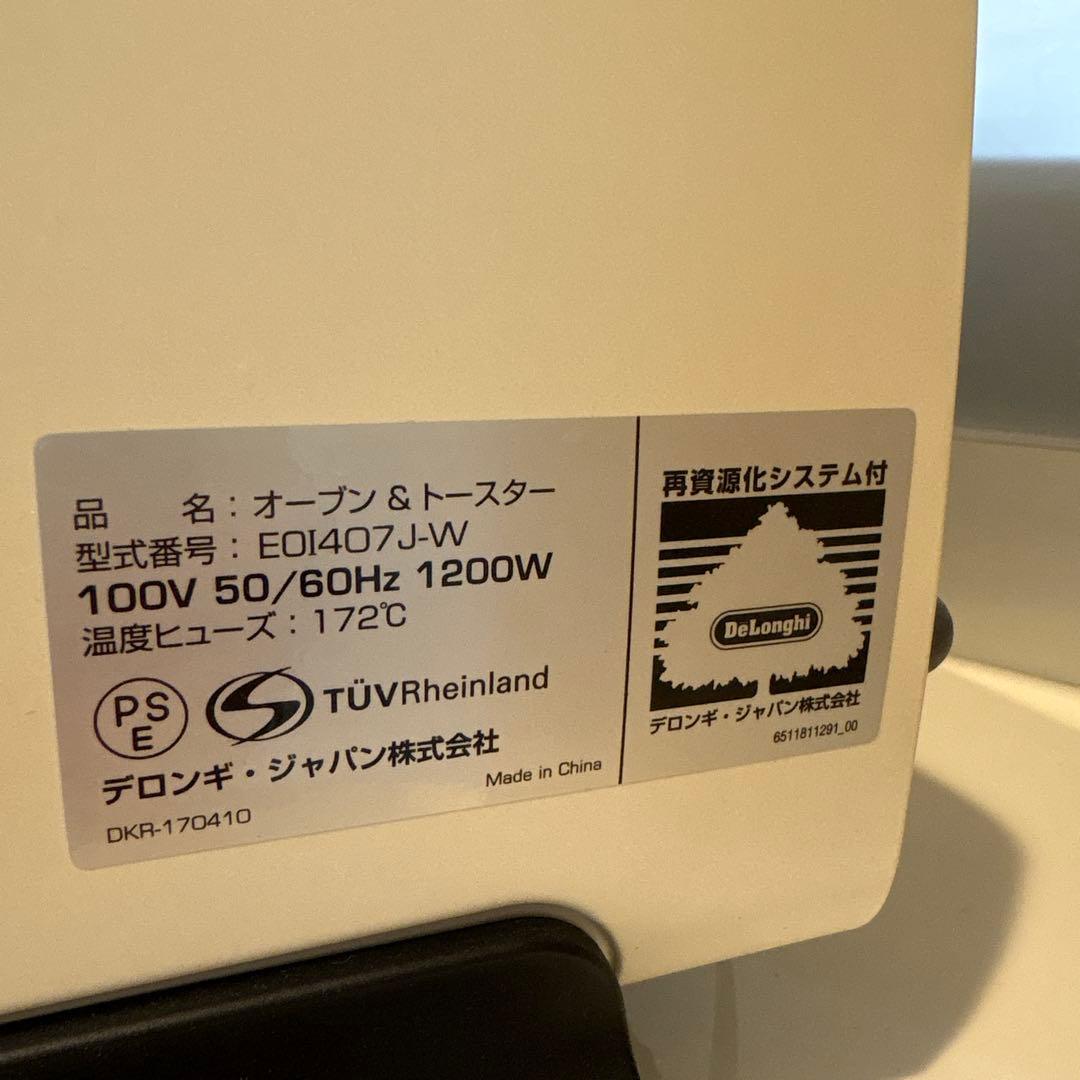 品　　名：オーブン & トースター
型式番号：EOI407J-W
100V 50/60Hz 1200W
温度ヒューズ：172℃
PSE
TÜVRheinland
デロンギ・ジャパン株式会社
Made in China
DKR-170410
再資源化システム付
DeLonghi
デロンギ・ジャパン株式会社
6511811291_00